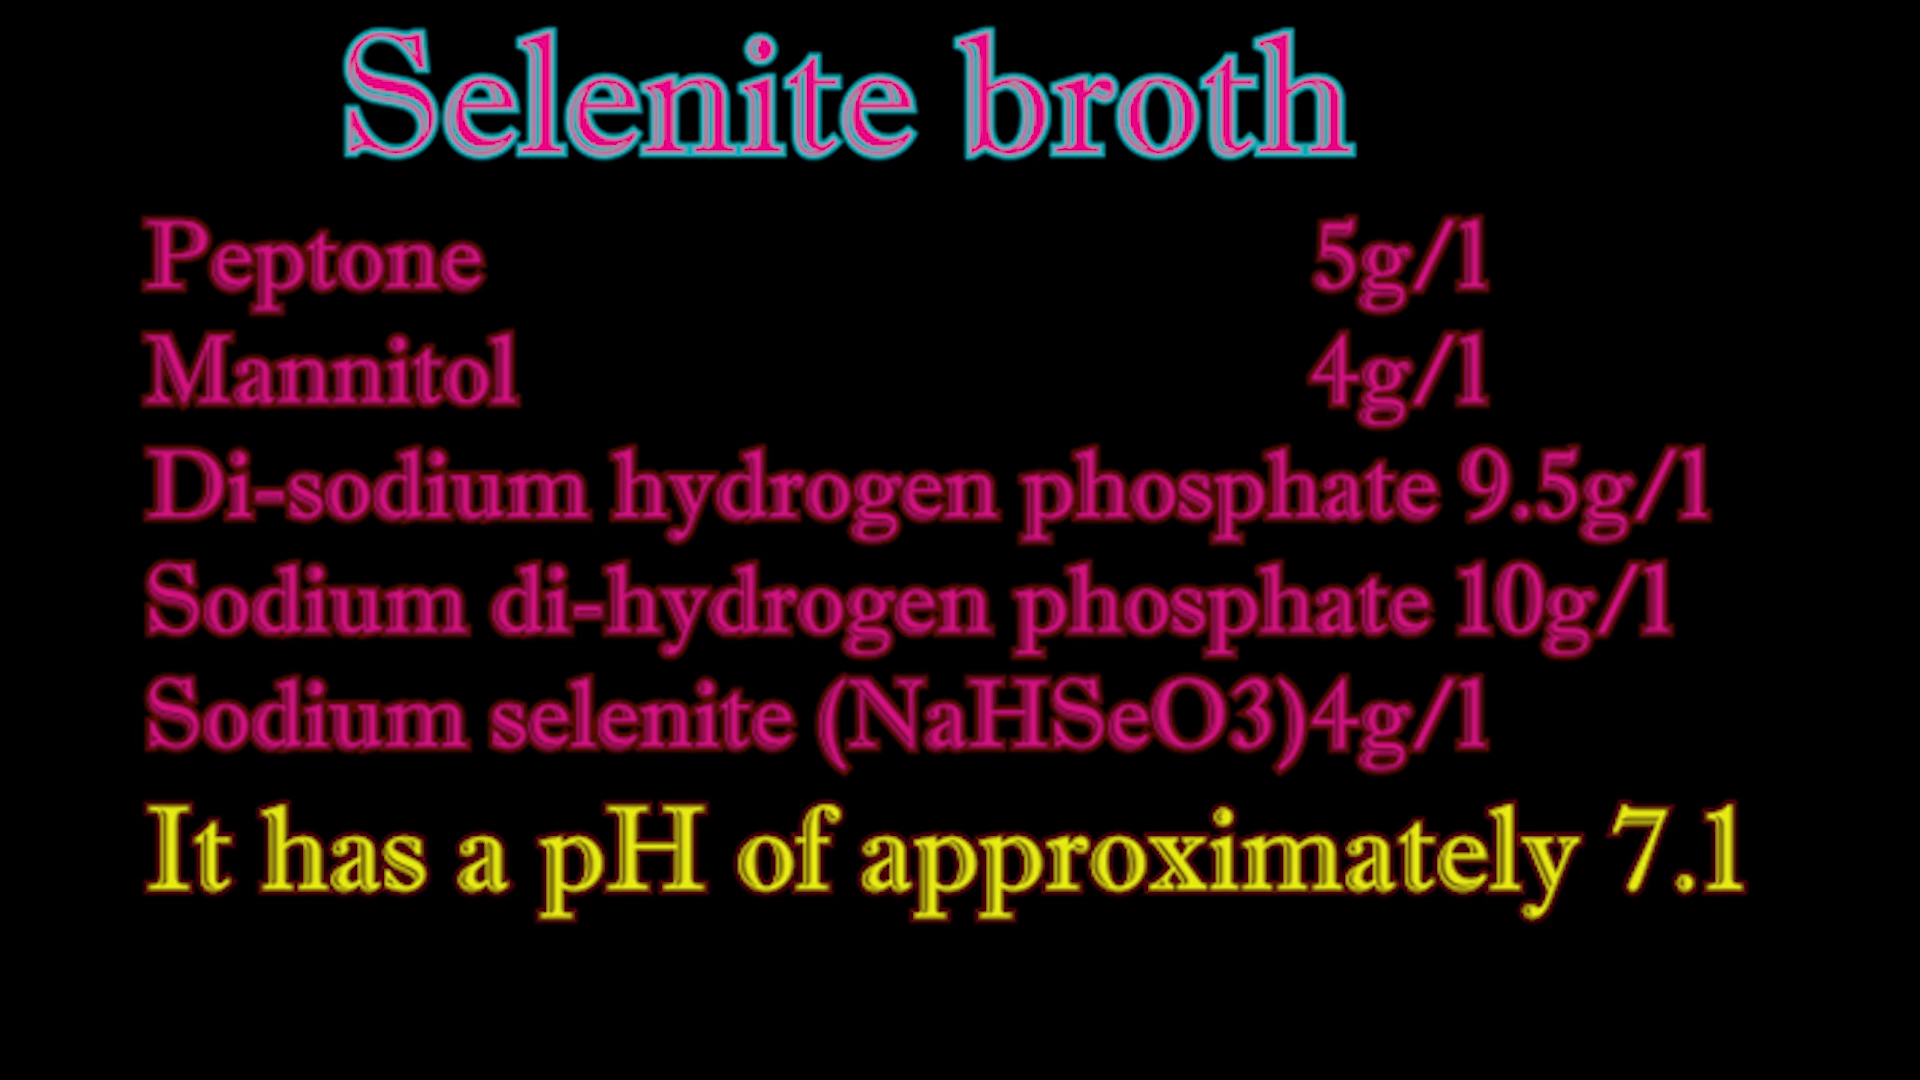 Selenite broth
Peptone 5g/l
Mannitol 4g/l
Di-sodium hydrogen phosphate 9.5g/l
Sodium di-hydrogen phosphate 10g/l
Sodium selenite (NaHSeO3)4g/l
It has a pH of approximately 7.1